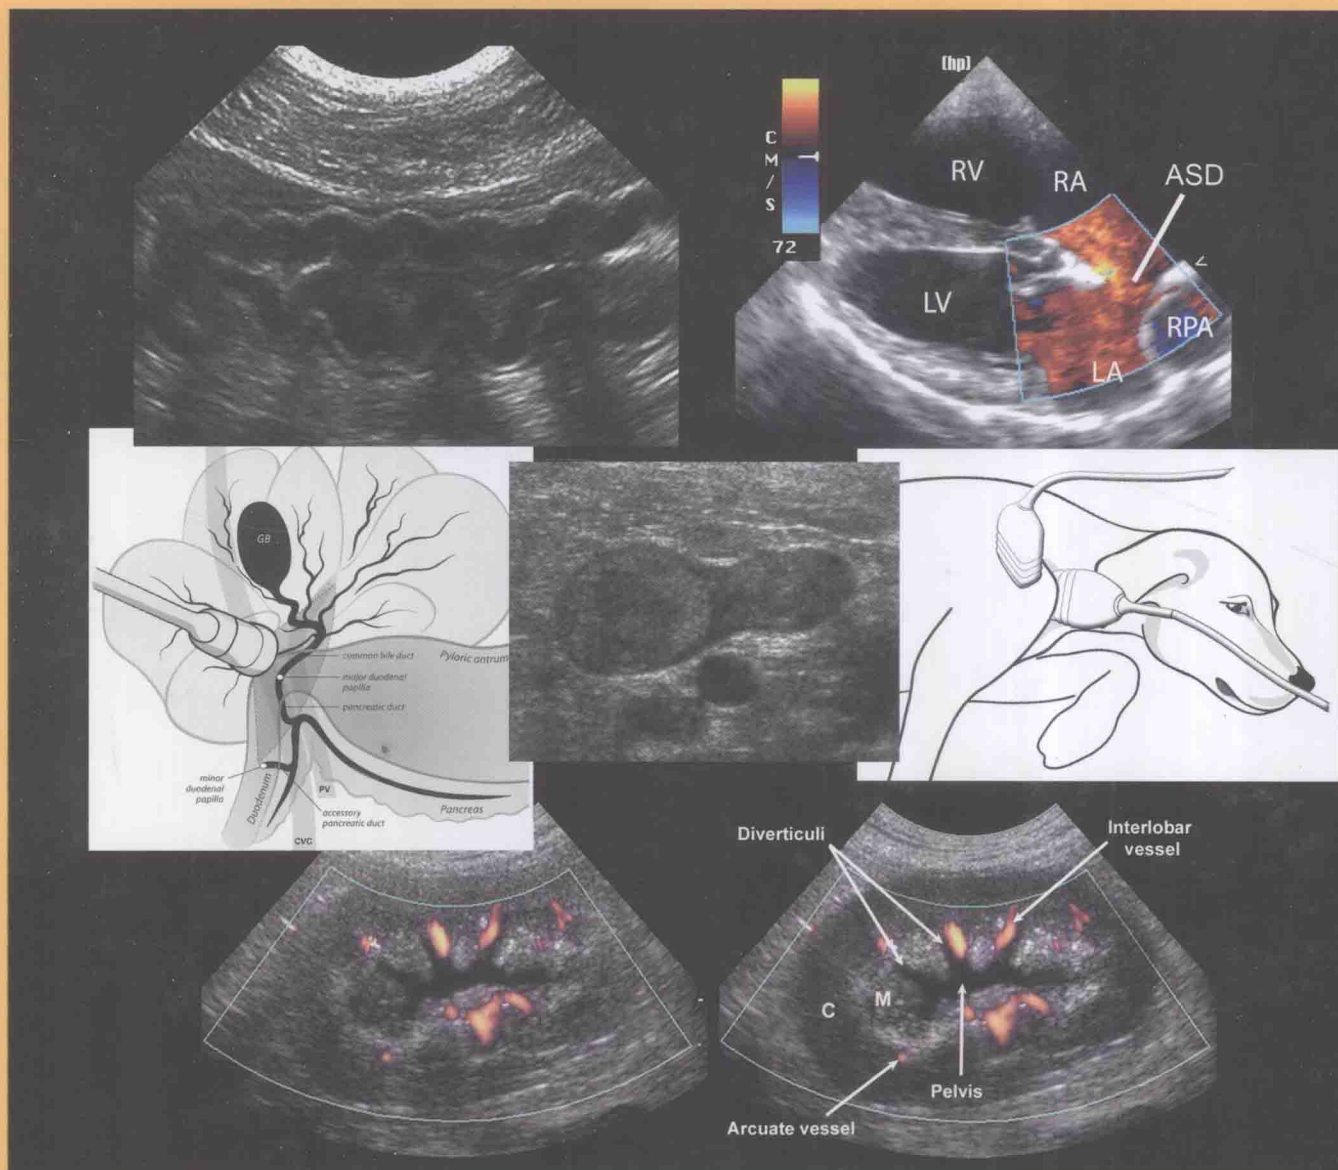 [hp]
C
M
/
S
72
RV
RA
ASD
LV
RPA
LA
GB
common bile duct
major duodenal
papilla
pancreatic duct
Pyloric antrum
minor
duodenal
papilla
Duodenum
PV
accessory
pancreatic duct
CVC
Pancreas
Diverticuli
Interlobar
vessel
C
M
Pelvis
Arcuate vessel